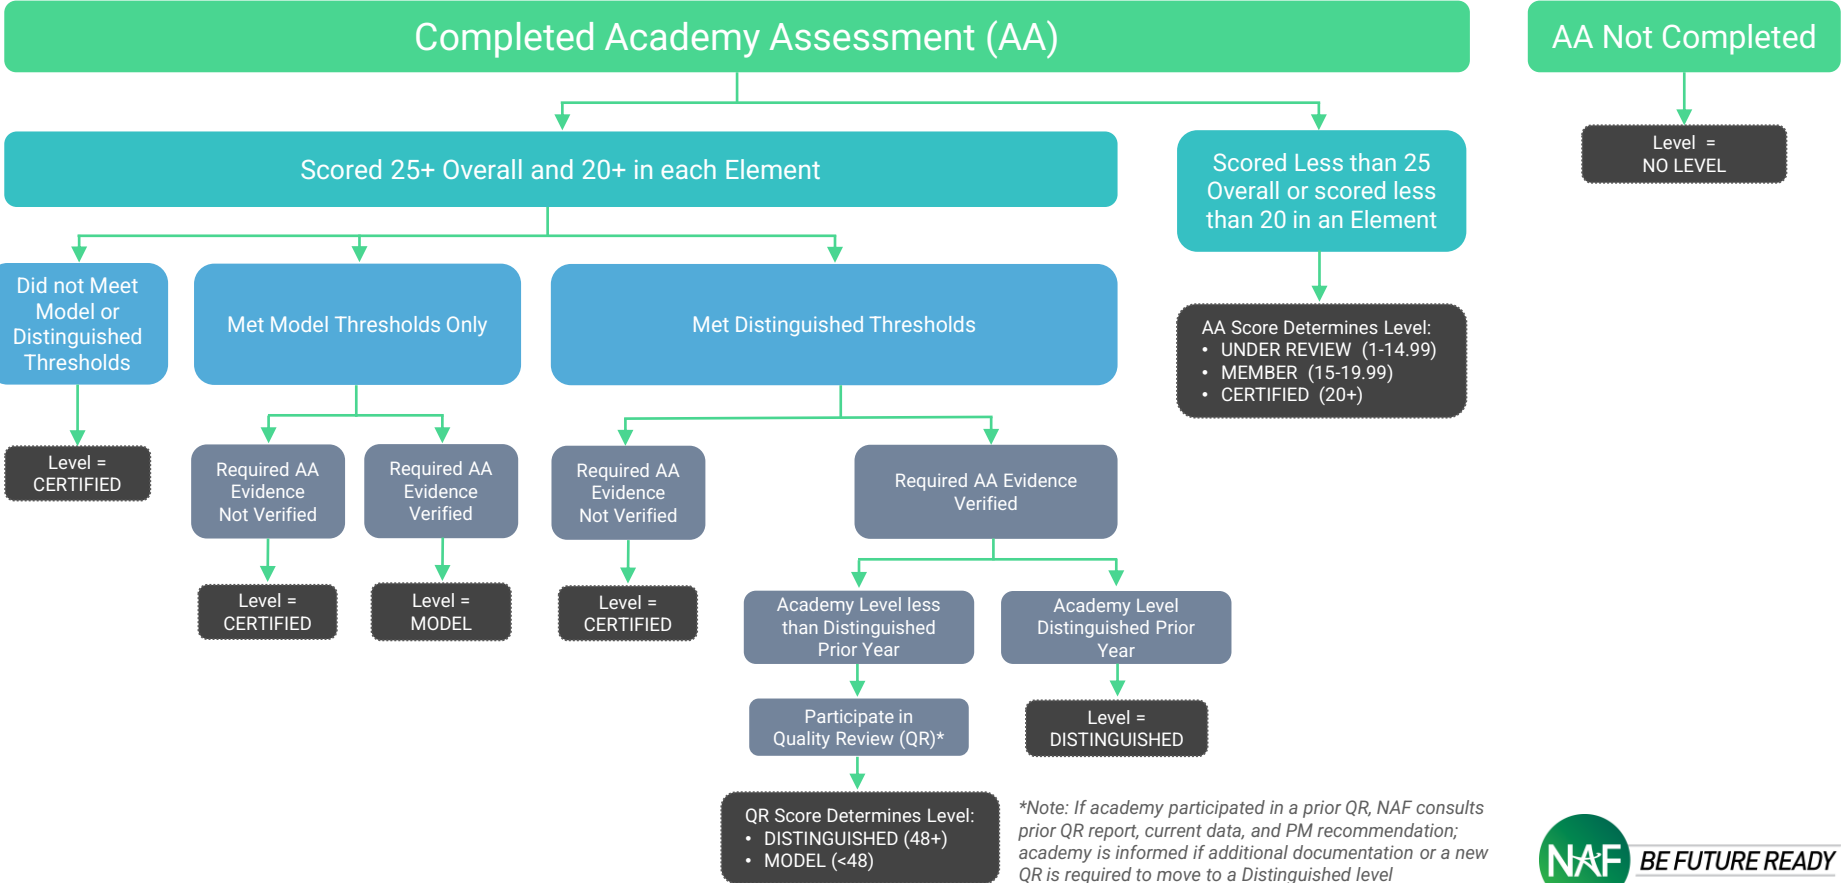 Completed Academy Assessment (AA)
AA Not Completed
Level =
NO LEVEL
Scored 25+ Overall and 20+ in each Element
Scored Less than 25
Overall or scored less
than 20 in an Element
Did not Meet
Model or
Distinguished
Thresholds
Met Model Thresholds Only
Met Distinguished Thresholds
AA Score Determines Level:
• UNDER REVIEW (1-14.99)
• MEMBER (15-19.99)
• CERTIFIED (20+)
Level =
CERTIFIED
Required AA
Evidence
Not Verified
Required AA
Evidence
Verified
Required AA
Evidence
Not Verified
Required AA Evidence
Verified
Level =
CERTIFIED
Level =
MODEL
Level =
CERTIFIED
Academy Level less
than Distinguished
Prior Year
Academy Level
Distinguished Prior
Year
Participate in
Quality Review (QR)*
Level =
DISTINGUISHED
QR Score Determines Level:
• DISTINGUISHED (48+)
• MODEL (<48)
*Note: If academy participated in a prior QR, NAF consults
prior QR report, current data, and PM recommendation;
academy is informed if additional documentation or a new
QR is required to move to a Distinguished level
NAF
BE FUTURE READY